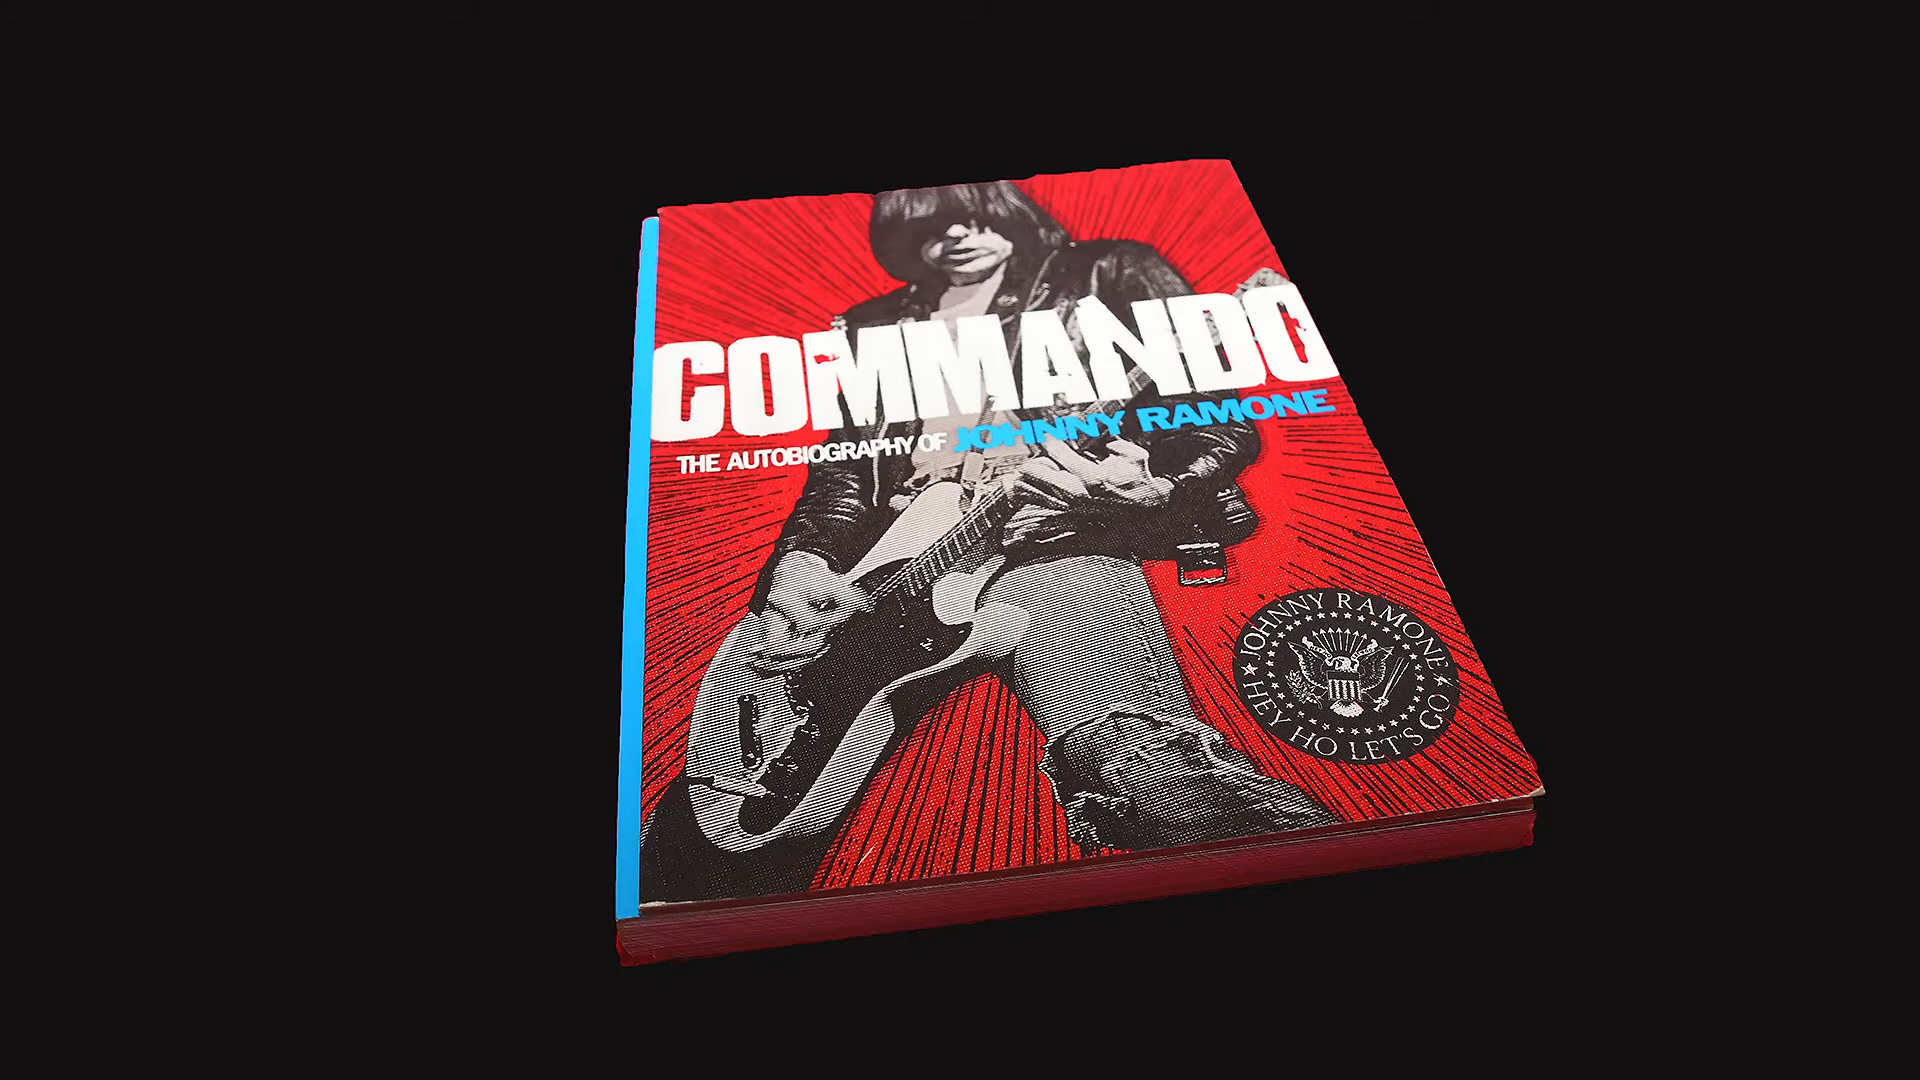 COMMANDO
THE AUTOBIOGRAPHY OF JOHNNY RAMONE
JOHNNY RAMONE
HEY HO LET'S GO